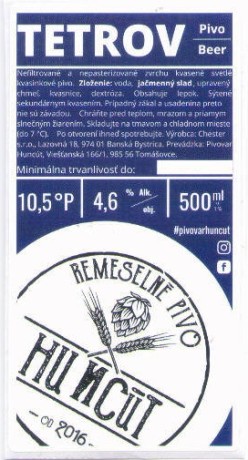 TETROV Pivo
Beer
Nefiltrované a nepasterizované zvrchu kvasené svetlé
kvasinkové pivo. Zloženie: voda, jačmenný slad, upravený
chmeľ, kvasnice, dextróza. Obsahuje lepok. Sýtené
sekundárnym kvasením. Prípadný zákal a usadenina preto
nie sú závadou. Chráňte pred teplom, mrazom a priamym
slnečným žiarením. Skladujte na tmavom a chladnom mieste
(do 7 °C). Po otvorení ihneď spotrebujte. Výrobca: Chester
s.r.o., Lazovná 18, 974 01 Banská Bystrica, Prevádzka: Pivovar
Huncút, Vieštanská 166/1, 985 56 Tomášovce.
Minimálna trvanlivosť do:
10,5°P 4,6 % Alk. obj. 500 ml
#pivovarhuncut
REMESELNÉ PIVO
HUNCÚT
- OD 2016 -